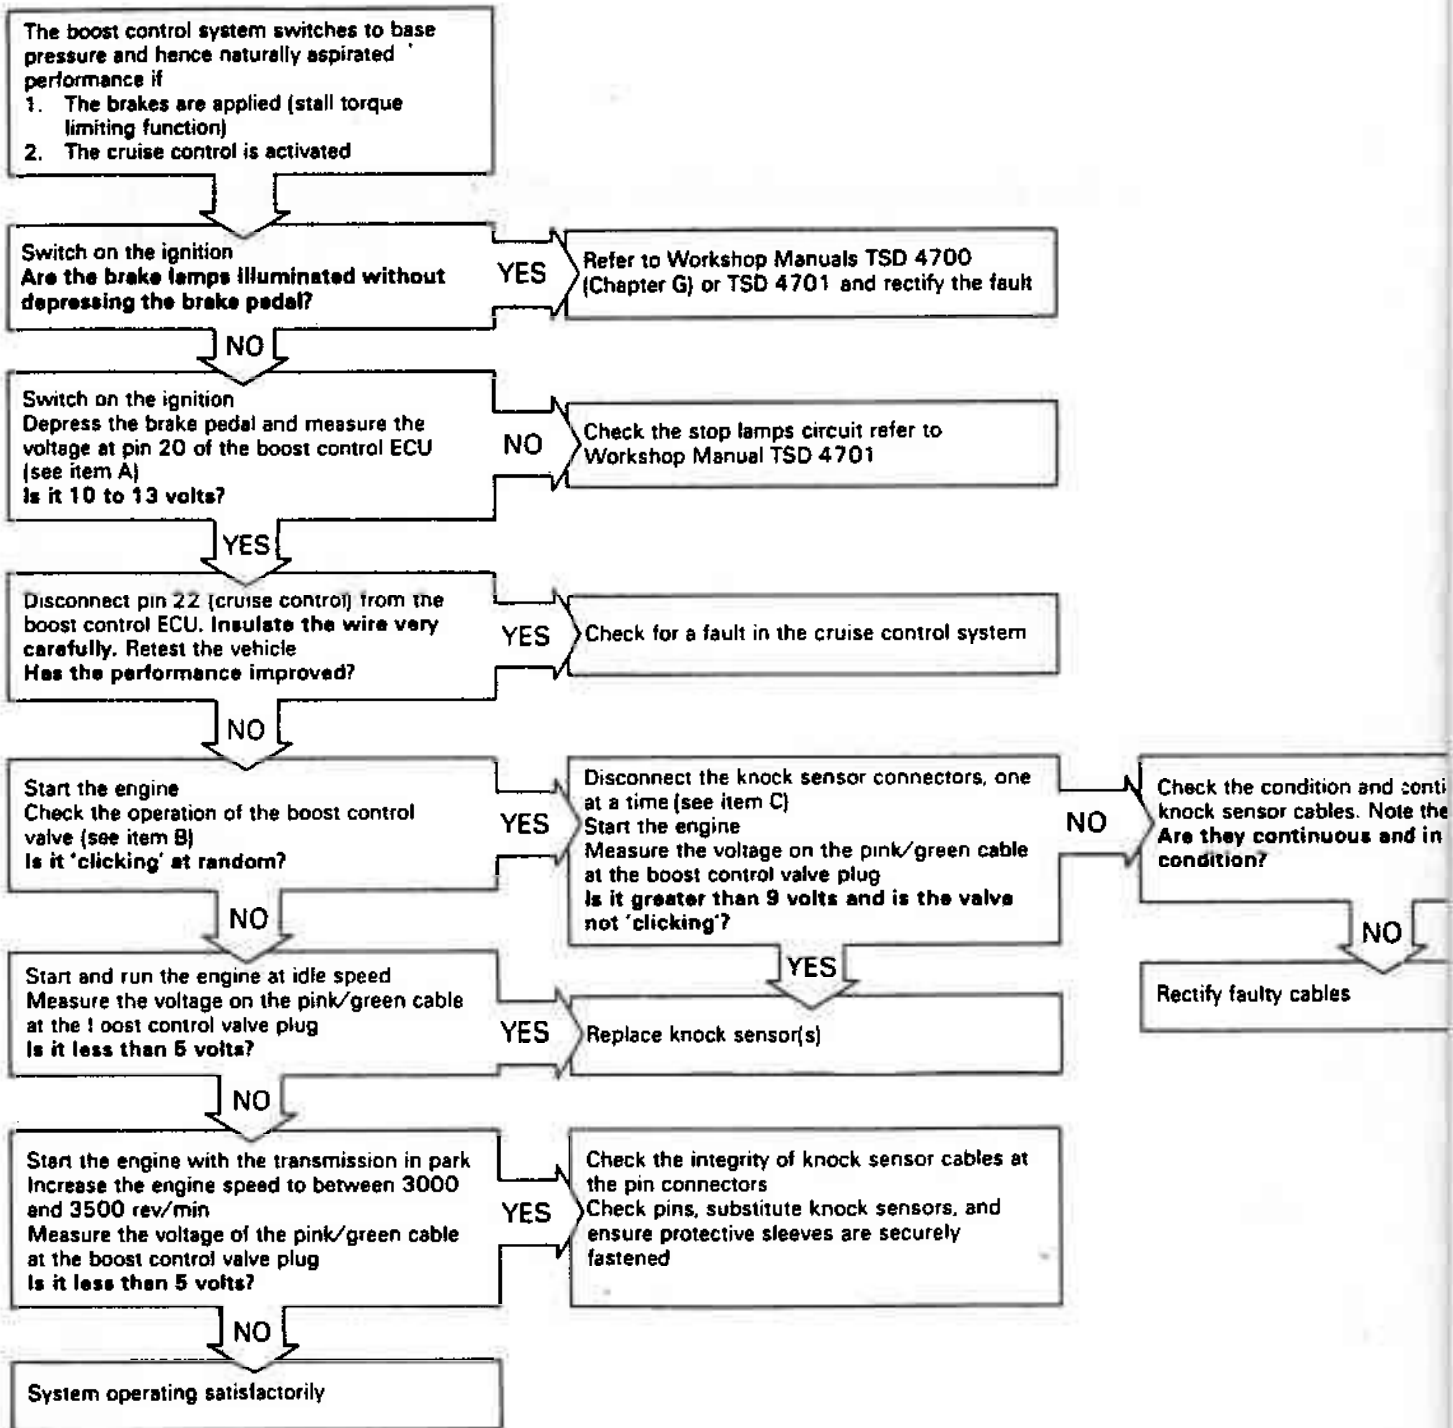 The boost control system switches to base
pressure and hence naturally aspirated
performance if
1. The brakes are applied (stall torque
limiting function)
2. The cruise control is activated
Switch on the ignition
Are the brake lamps illuminated without
depressing the brake pedal?
YES
Refer to Workshop Manuals TSD 4700
(Chapter G) or TSD 4701 and rectify the fault
NO
Switch on the ignition
Depress the brake pedal and measure the
voltage at pin 20 of the boost control ECU
(see item A)
Is it 10 to 13 volts?
NO
Check the stop lamps circuit refer to
Workshop Manual TSD 4701
YES
Disconnect pin 22 (cruise control) from the
boost control ECU. Insulate the wire very
carefully. Retest the vehicle
Has the performance improved?
YES
Check for a fault in the cruise control system
NO
Start the engine
Check the operation of the boost control
valve (see item B)
Is it 'clicking' at random?
YES
Disconnect the knock sensor connectors, one
at a time (see item C)
Start the engine
Measure the voltage on the pink/green cable
at the boost control valve plug
Is it greater than 9 volts and is the valve
not 'clicking'?
NO
Check the condition and conti
knock sensor cables. Note the
Are they continuous and in
condition?
NO
Rectify faulty cables
YES
NO
Start and run the engine at idle speed
Measure the voltage on the pink/green cable
at the oost control valve plug
Is it less than 5 volts?
YES
Replace knock sensor(s)
NO
Start the engine with the transmission in park
Increase the engine speed to between 3000
and 3500 rev/min
Measure the voltage of the pink/green cable
at the boost control valve plug
Is it less than 5 volts?
YES
Check the integrity of knock sensor cables at
the pin connectors
Check pins, substitute knock sensors, and
ensure protective sleeves are securely
fastened
NO
System operating satisfactorily